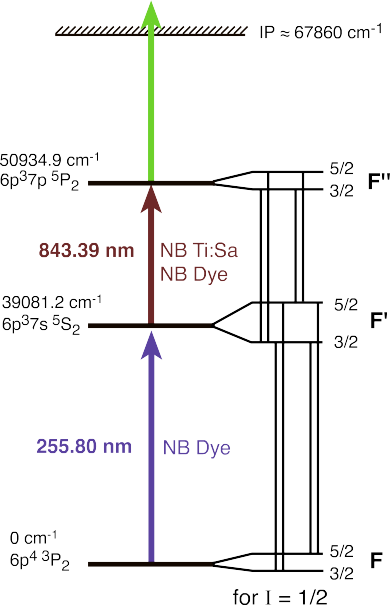 IP ≈ 67860 cm⁻¹
50934.9 cm⁻¹
6p³7p ⁵P₂
5/2
3/2
F"
843.39 nm
NB Ti:Sa
NB Dye
39081.2 cm⁻¹
6p³7s ⁵S₂
5/2
3/2
F'
255.80 nm
NB Dye
0 cm⁻¹
6p⁴ ³P₂
5/2
3/2
F
for I = 1/2